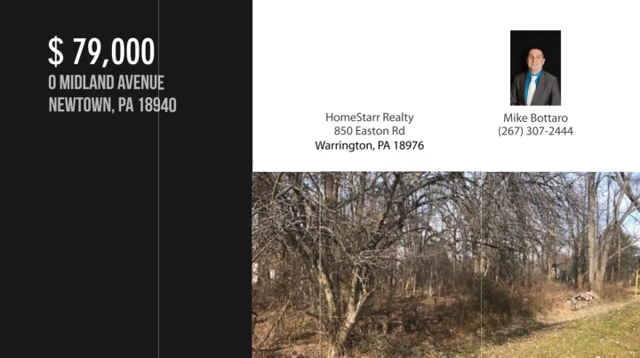 $ 79,000
0 MIDLAND AVENUE
NEWTOWN, PA 18940
HomeStarr Realty
850 Easton Rd
Warrington, PA 18976
Mike Bottaro
(267) 307-2444